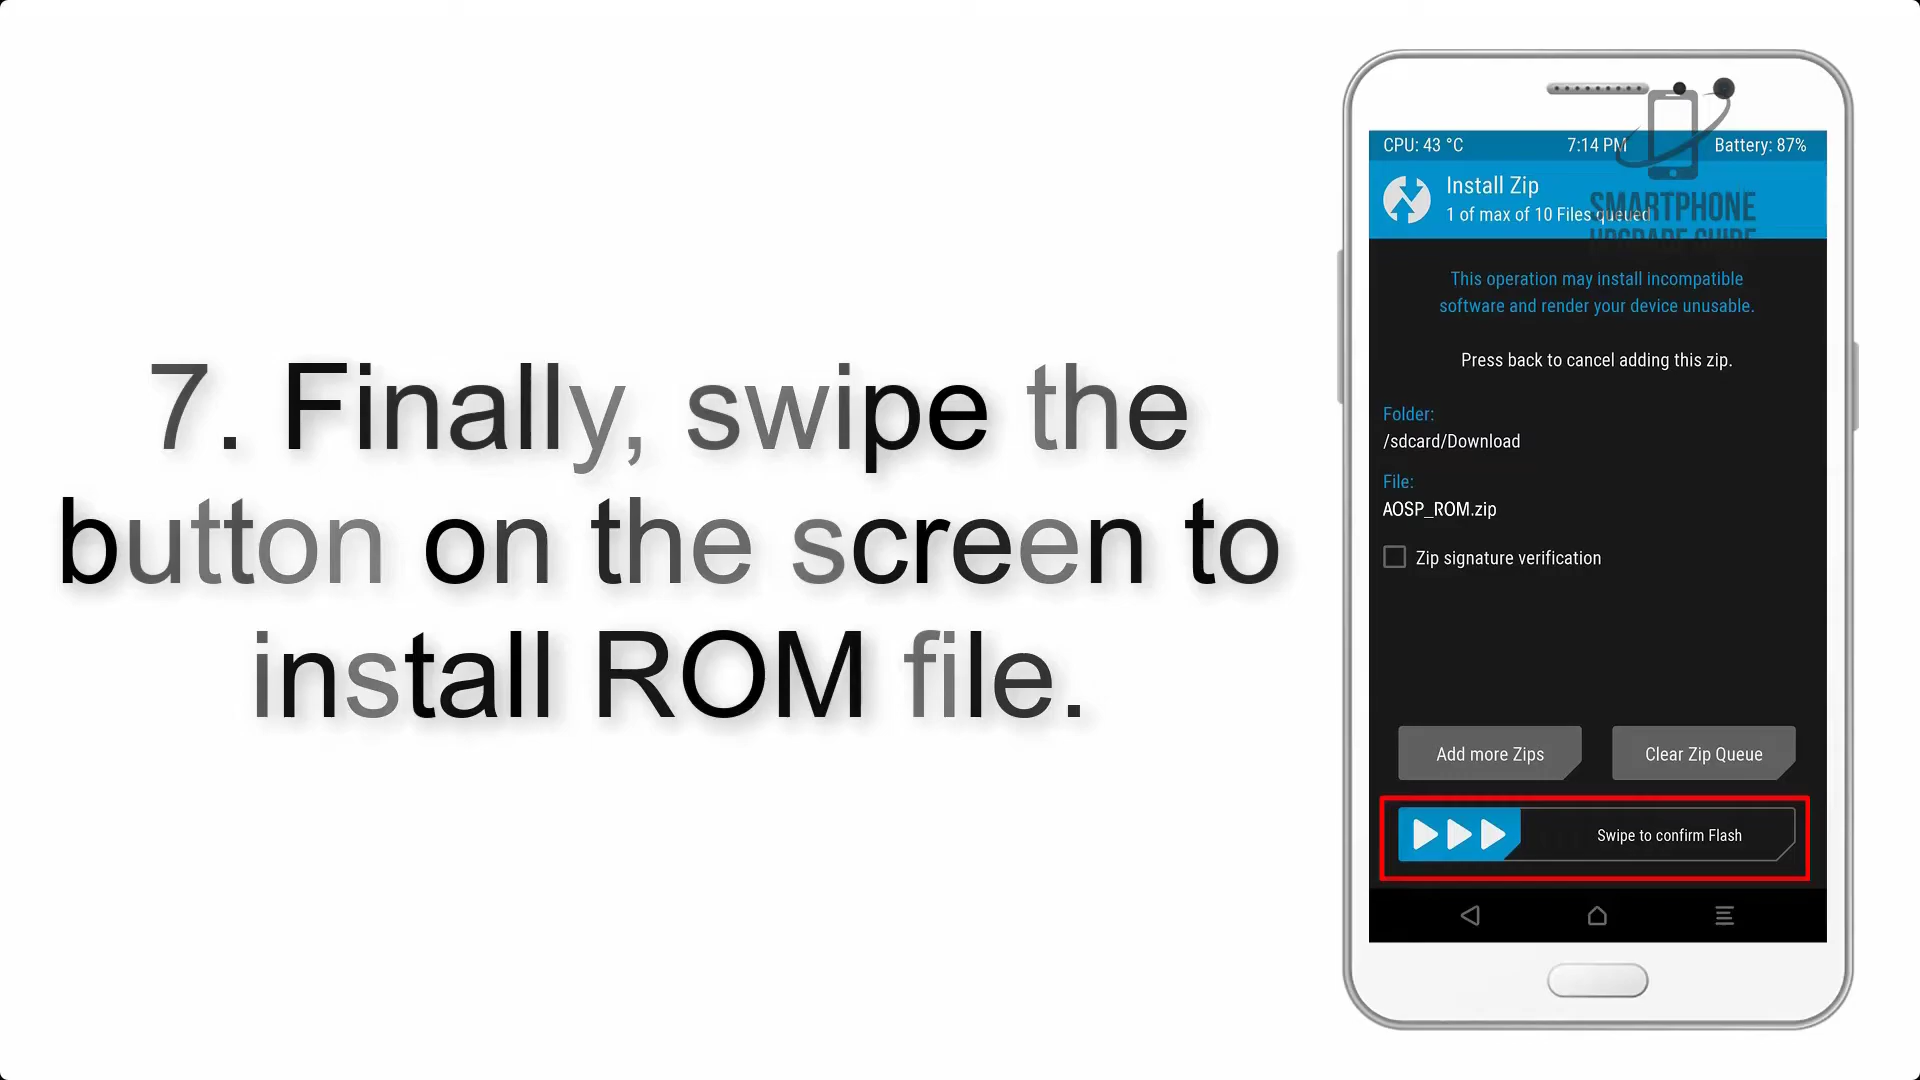 7. Finally, swipe the
button on the screen to
install ROM file.
CPU: 43 °C 7:14 PM Battery: 87%
Install Zip
1 of max of 10 Files queued
SMARTPHONE
UPGRADE GUIDE
This operation may install incompatible
software and render your device unusable.
Press back to cancel adding this zip.
Folder:
/sdcard/Download
File:
AOSP_ROM.zip
Zip signature verification
Add more Zips Clear Zip Queue
Swipe to confirm Flash